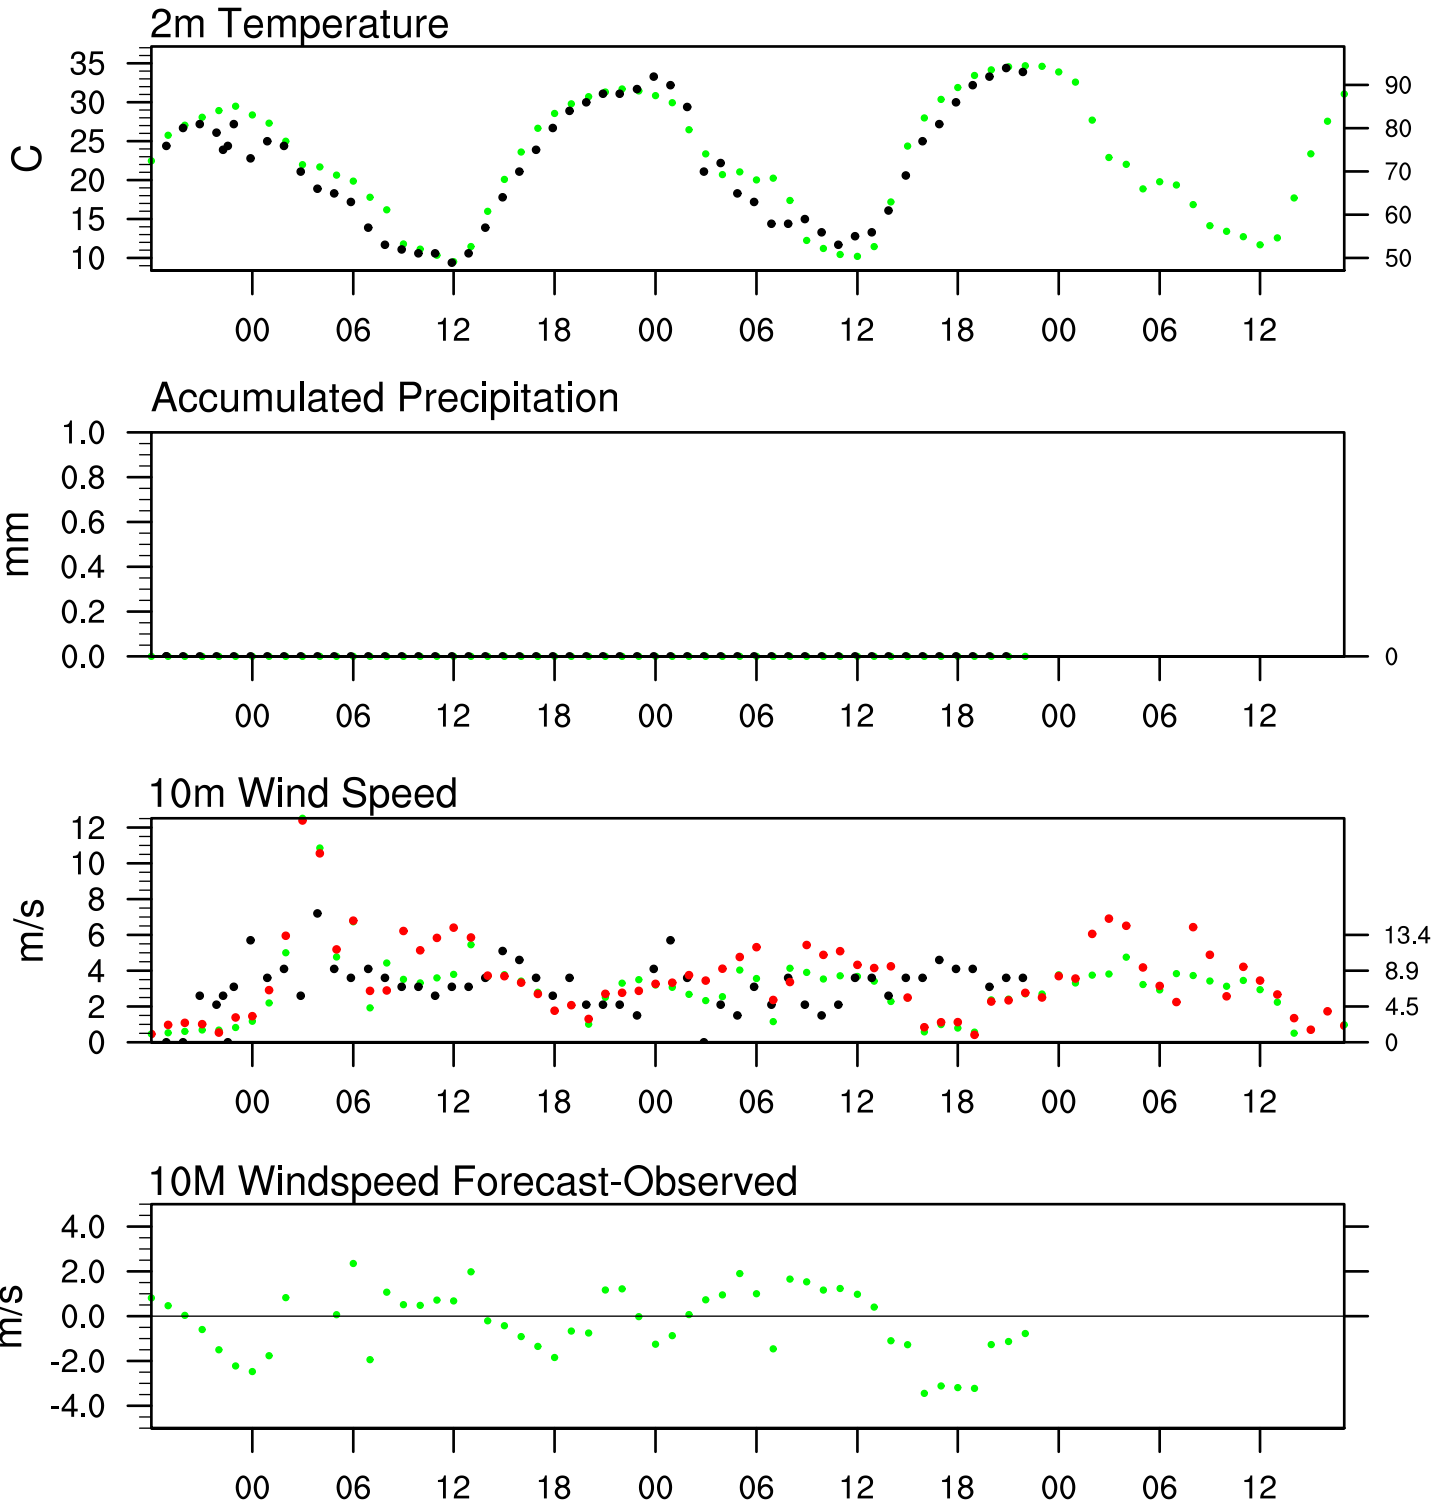 2m Temperature
C
35
30
25
20
15
10
90
80
70
60
50
00 06 12 18 00 06 12 18 00 06 12
Accumulated Precipitation
mm
1.0
0.8
0.6
0.4
0.2
0.0
0
00 06 12 18 00 06 12 18 00 06 12
10m Wind Speed
m/s
12
10
8
6
4
2
0
13.4
8.9
4.5
0
00 06 12 18 00 06 12 18 00 06 12
10M Windspeed Forecast-Observed
m/s
4.0
2.0
0.0
-2.0
-4.0
00 06 12 18 00 06 12 18 00 06 12